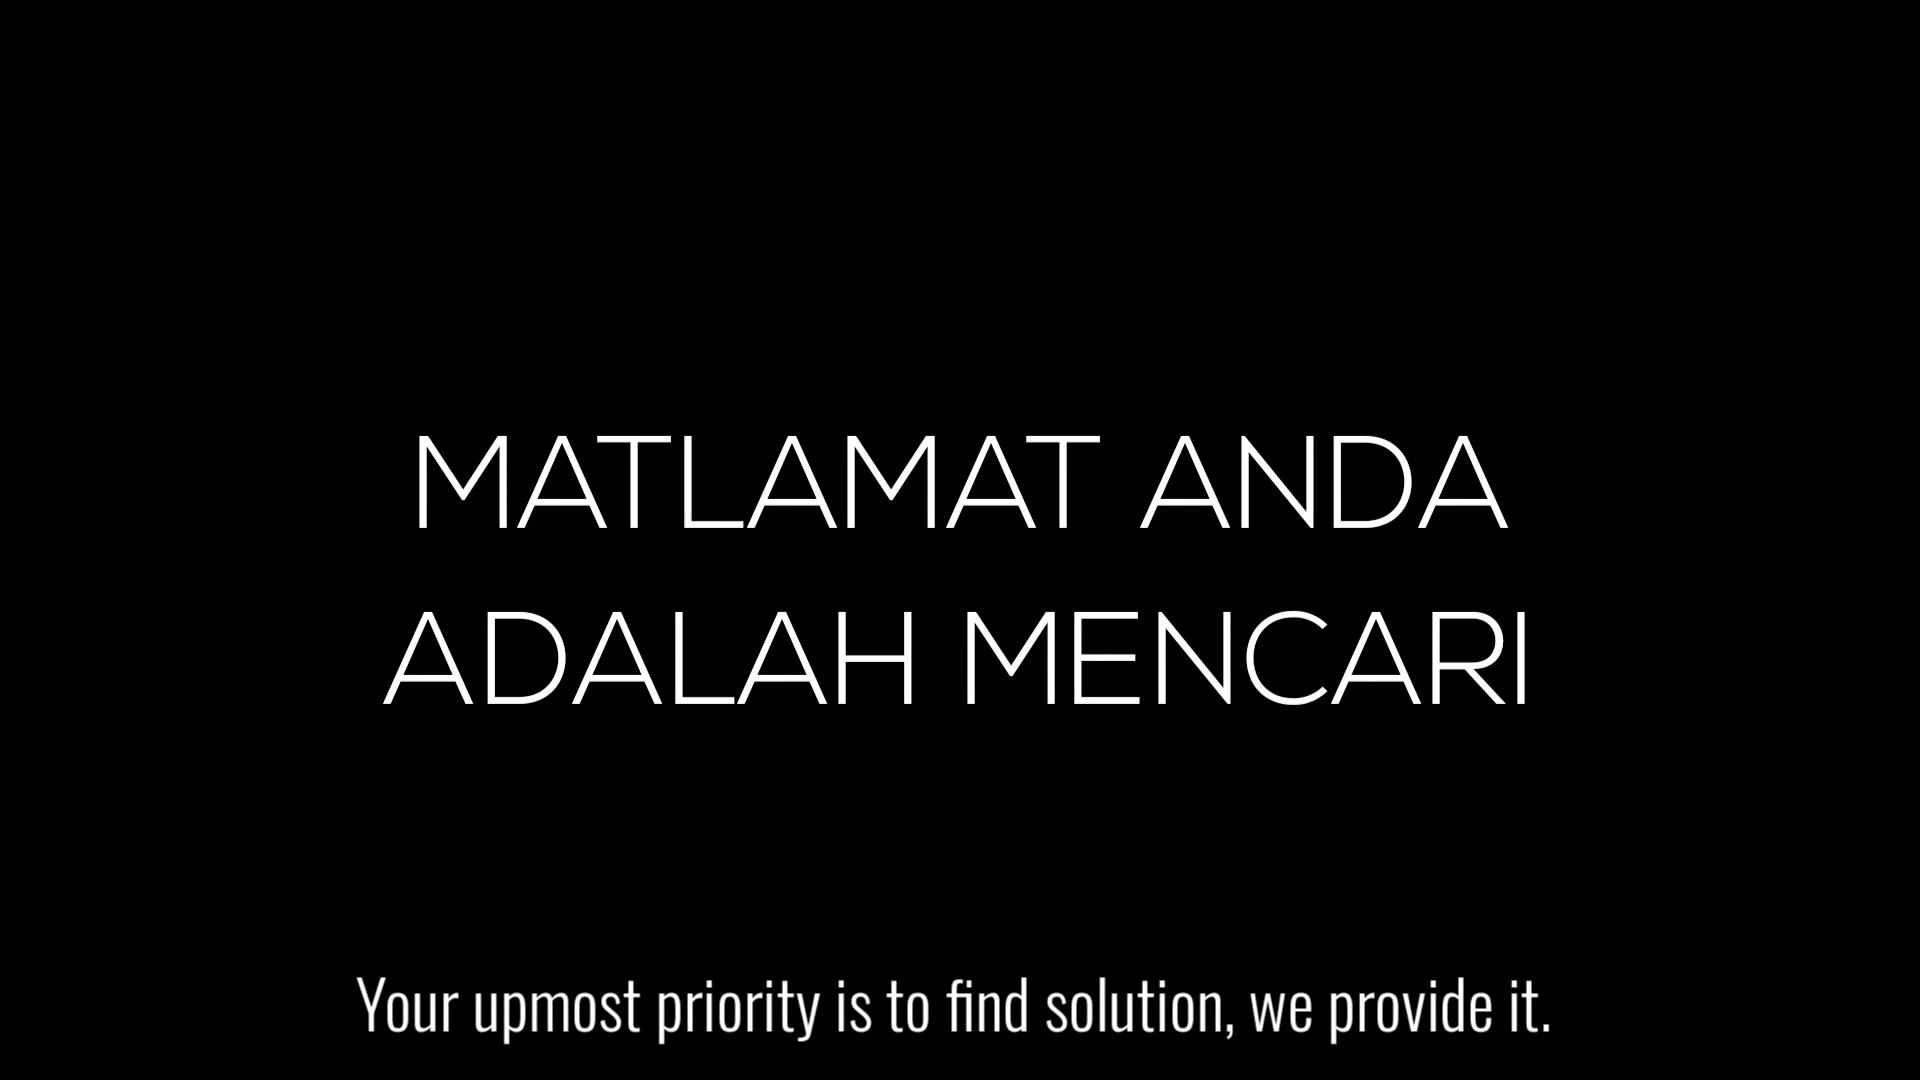 MATLAMAT ANDA
ADALAH MENCARI
Your upmost priority is to find solution, we provide it.